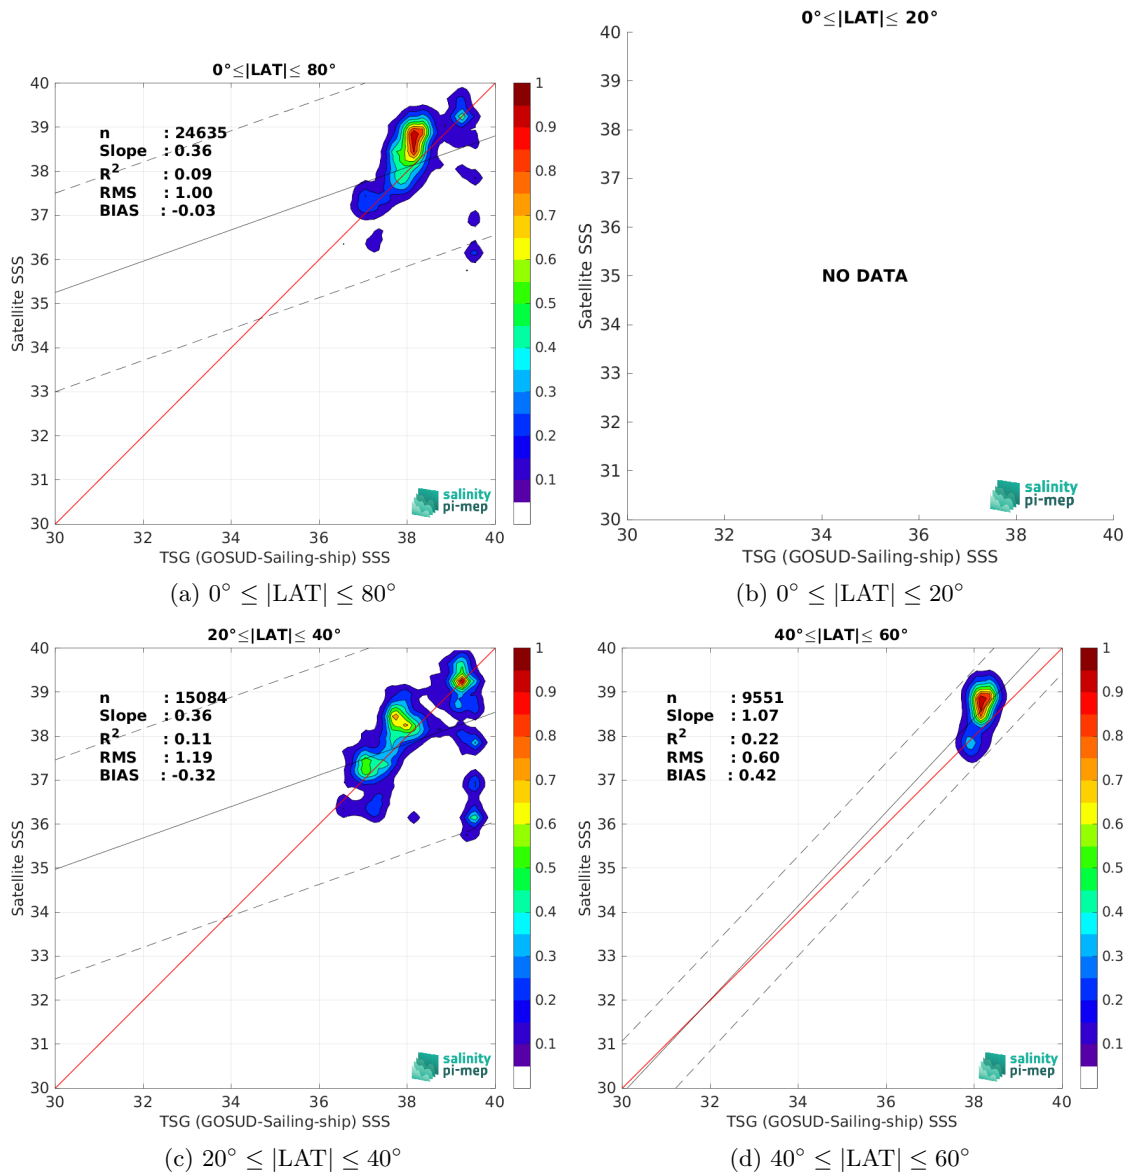 0°≤|LAT|≤ 80°
40
39
38
37
36
35
34
33
32
31
30
Satellite SSS
n : 24635
Slope : 0.36
R2 : 0.09
RMS : 1.00
BIAS : -0.03
1
0.9
0.8
0.7
0.6
0.5
0.4
0.3
0.2
0.1
salinity
pi-mep
30 32 34 36 38 40
TSG (GOSUD-Sailing-ship) SSS
(a) 0° ≤ |LAT| ≤ 80°
0°≤|LAT|≤ 20°
40
39
38
37
36
35
34
33
32
31
30
Satellite SSS
NO DATA
salinity
pi-mep
30 32 34 36 38 40
TSG (GOSUD-Sailing-ship) SSS
(b) 0° ≤ |LAT| ≤ 20°
20°≤|LAT|≤ 40°
40
39
38
37
36
35
34
33
32
31
30
Satellite SSS
n : 15084
Slope : 0.36
R2 : 0.11
RMS : 1.19
BIAS : -0.32
1
0.9
0.8
0.7
0.6
0.5
0.4
0.3
0.2
0.1
salinity
pi-mep
30 32 34 36 38 40
TSG (GOSUD-Sailing-ship) SSS
(c) 20° ≤ |LAT| ≤ 40°
40°≤|LAT|≤ 60°
40
39
38
37
36
35
34
33
32
31
30
Satellite SSS
n : 9551
Slope : 1.07
R2 : 0.22
RMS : 0.60
BIAS : 0.42
1
0.9
0.8
0.7
0.6
0.5
0.4
0.3
0.2
0.1
salinity
pi-mep
30 32 34 36 38 40
TSG (GOSUD-Sailing-ship) SSS
(d) 40° ≤ |LAT| ≤ 60°